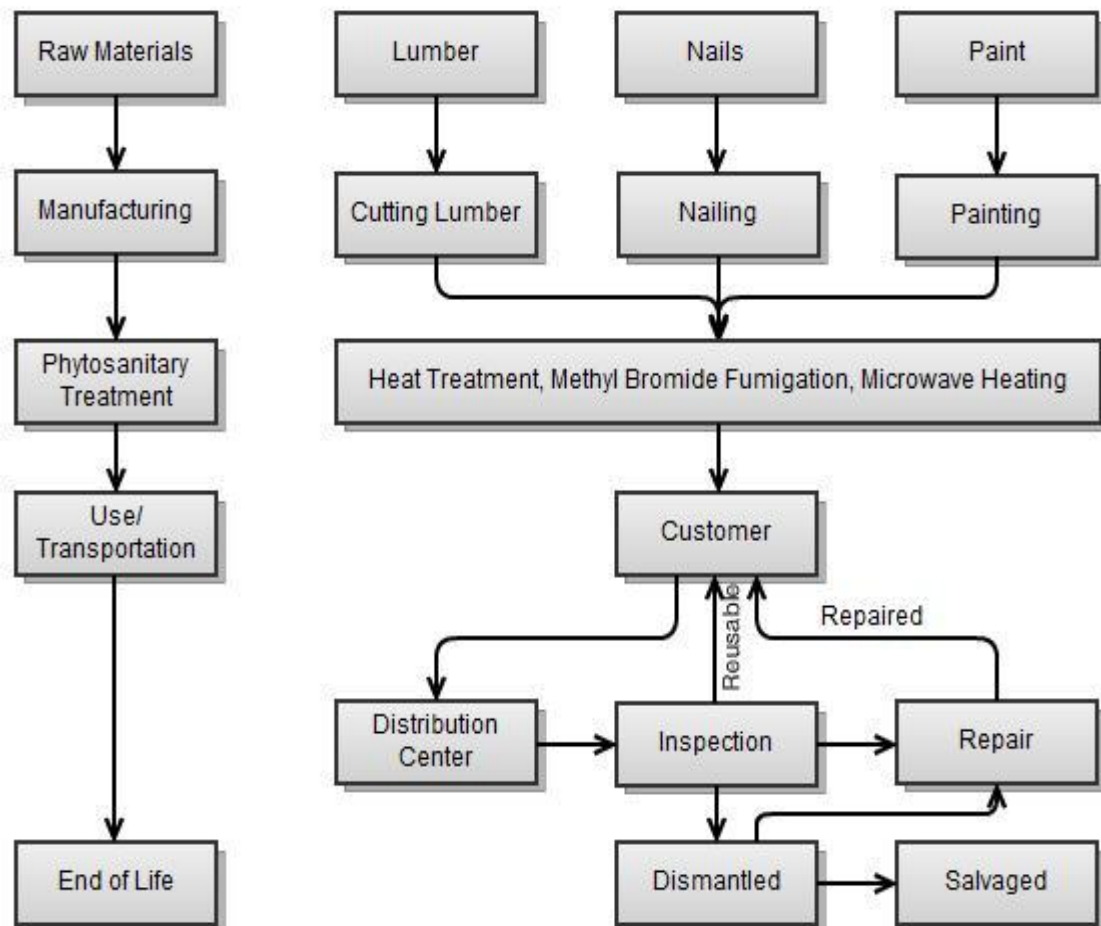 Raw Materials
Lumber
Nails
Paint
Manufacturing
Cutting Lumber
Nailing
Painting
Phytosanitary
Treatment
Heat Treatment, Methyl Bromide Fumigation, Microwave Heating
Use/
Transportation
Customer
Reusable
Repaired
Distribution
Center
Inspection
Repair
End of Life
Dismantled
Salvaged